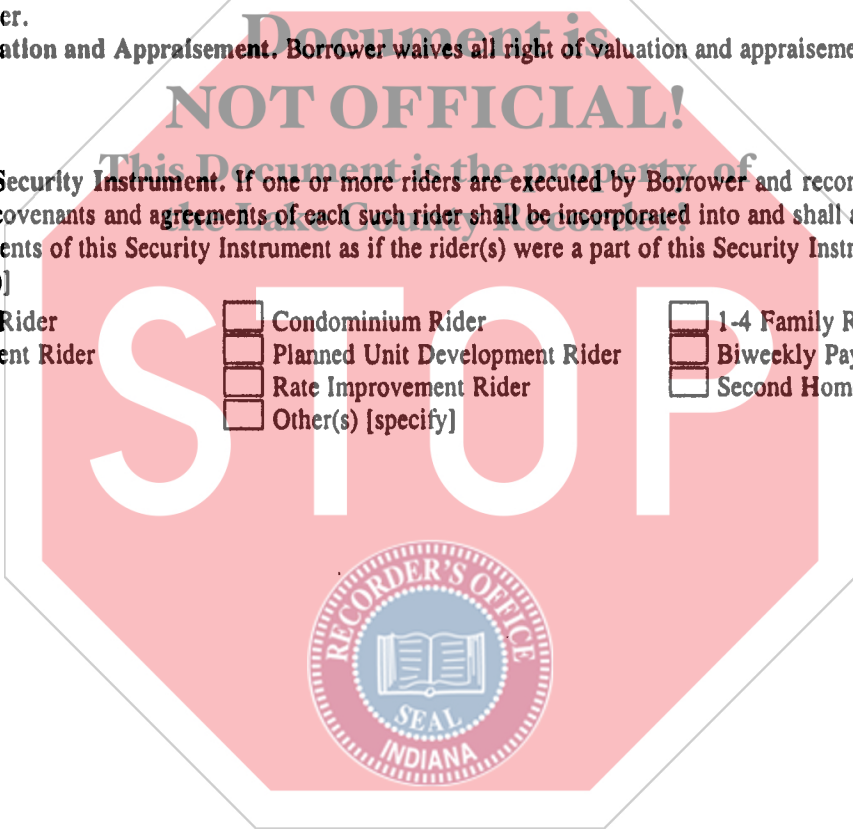 er.
Document is
ation and Appraisement. Borrower waives all right of valuation and appraiseme
NOT OFFICIAL!
This Document is the property of
Security Instrument. If one or more riders are executed by Borrower and recor
covenants and agreements of each such rider shall be incorporated into and shall a
the Lake County Recorder!
ents of this Security Instrument as if the rider(s) were a part of this Security Instr
)]
Rider
Condominium Rider
1-4 Family R
ent Rider
Planned Unit Development Rider
Biweekly Pay
Rate Improvement Rider
Second Hom
Other(s) [specify]
STOP
RECORDER'S OFFICE
SEAL
INDIANA